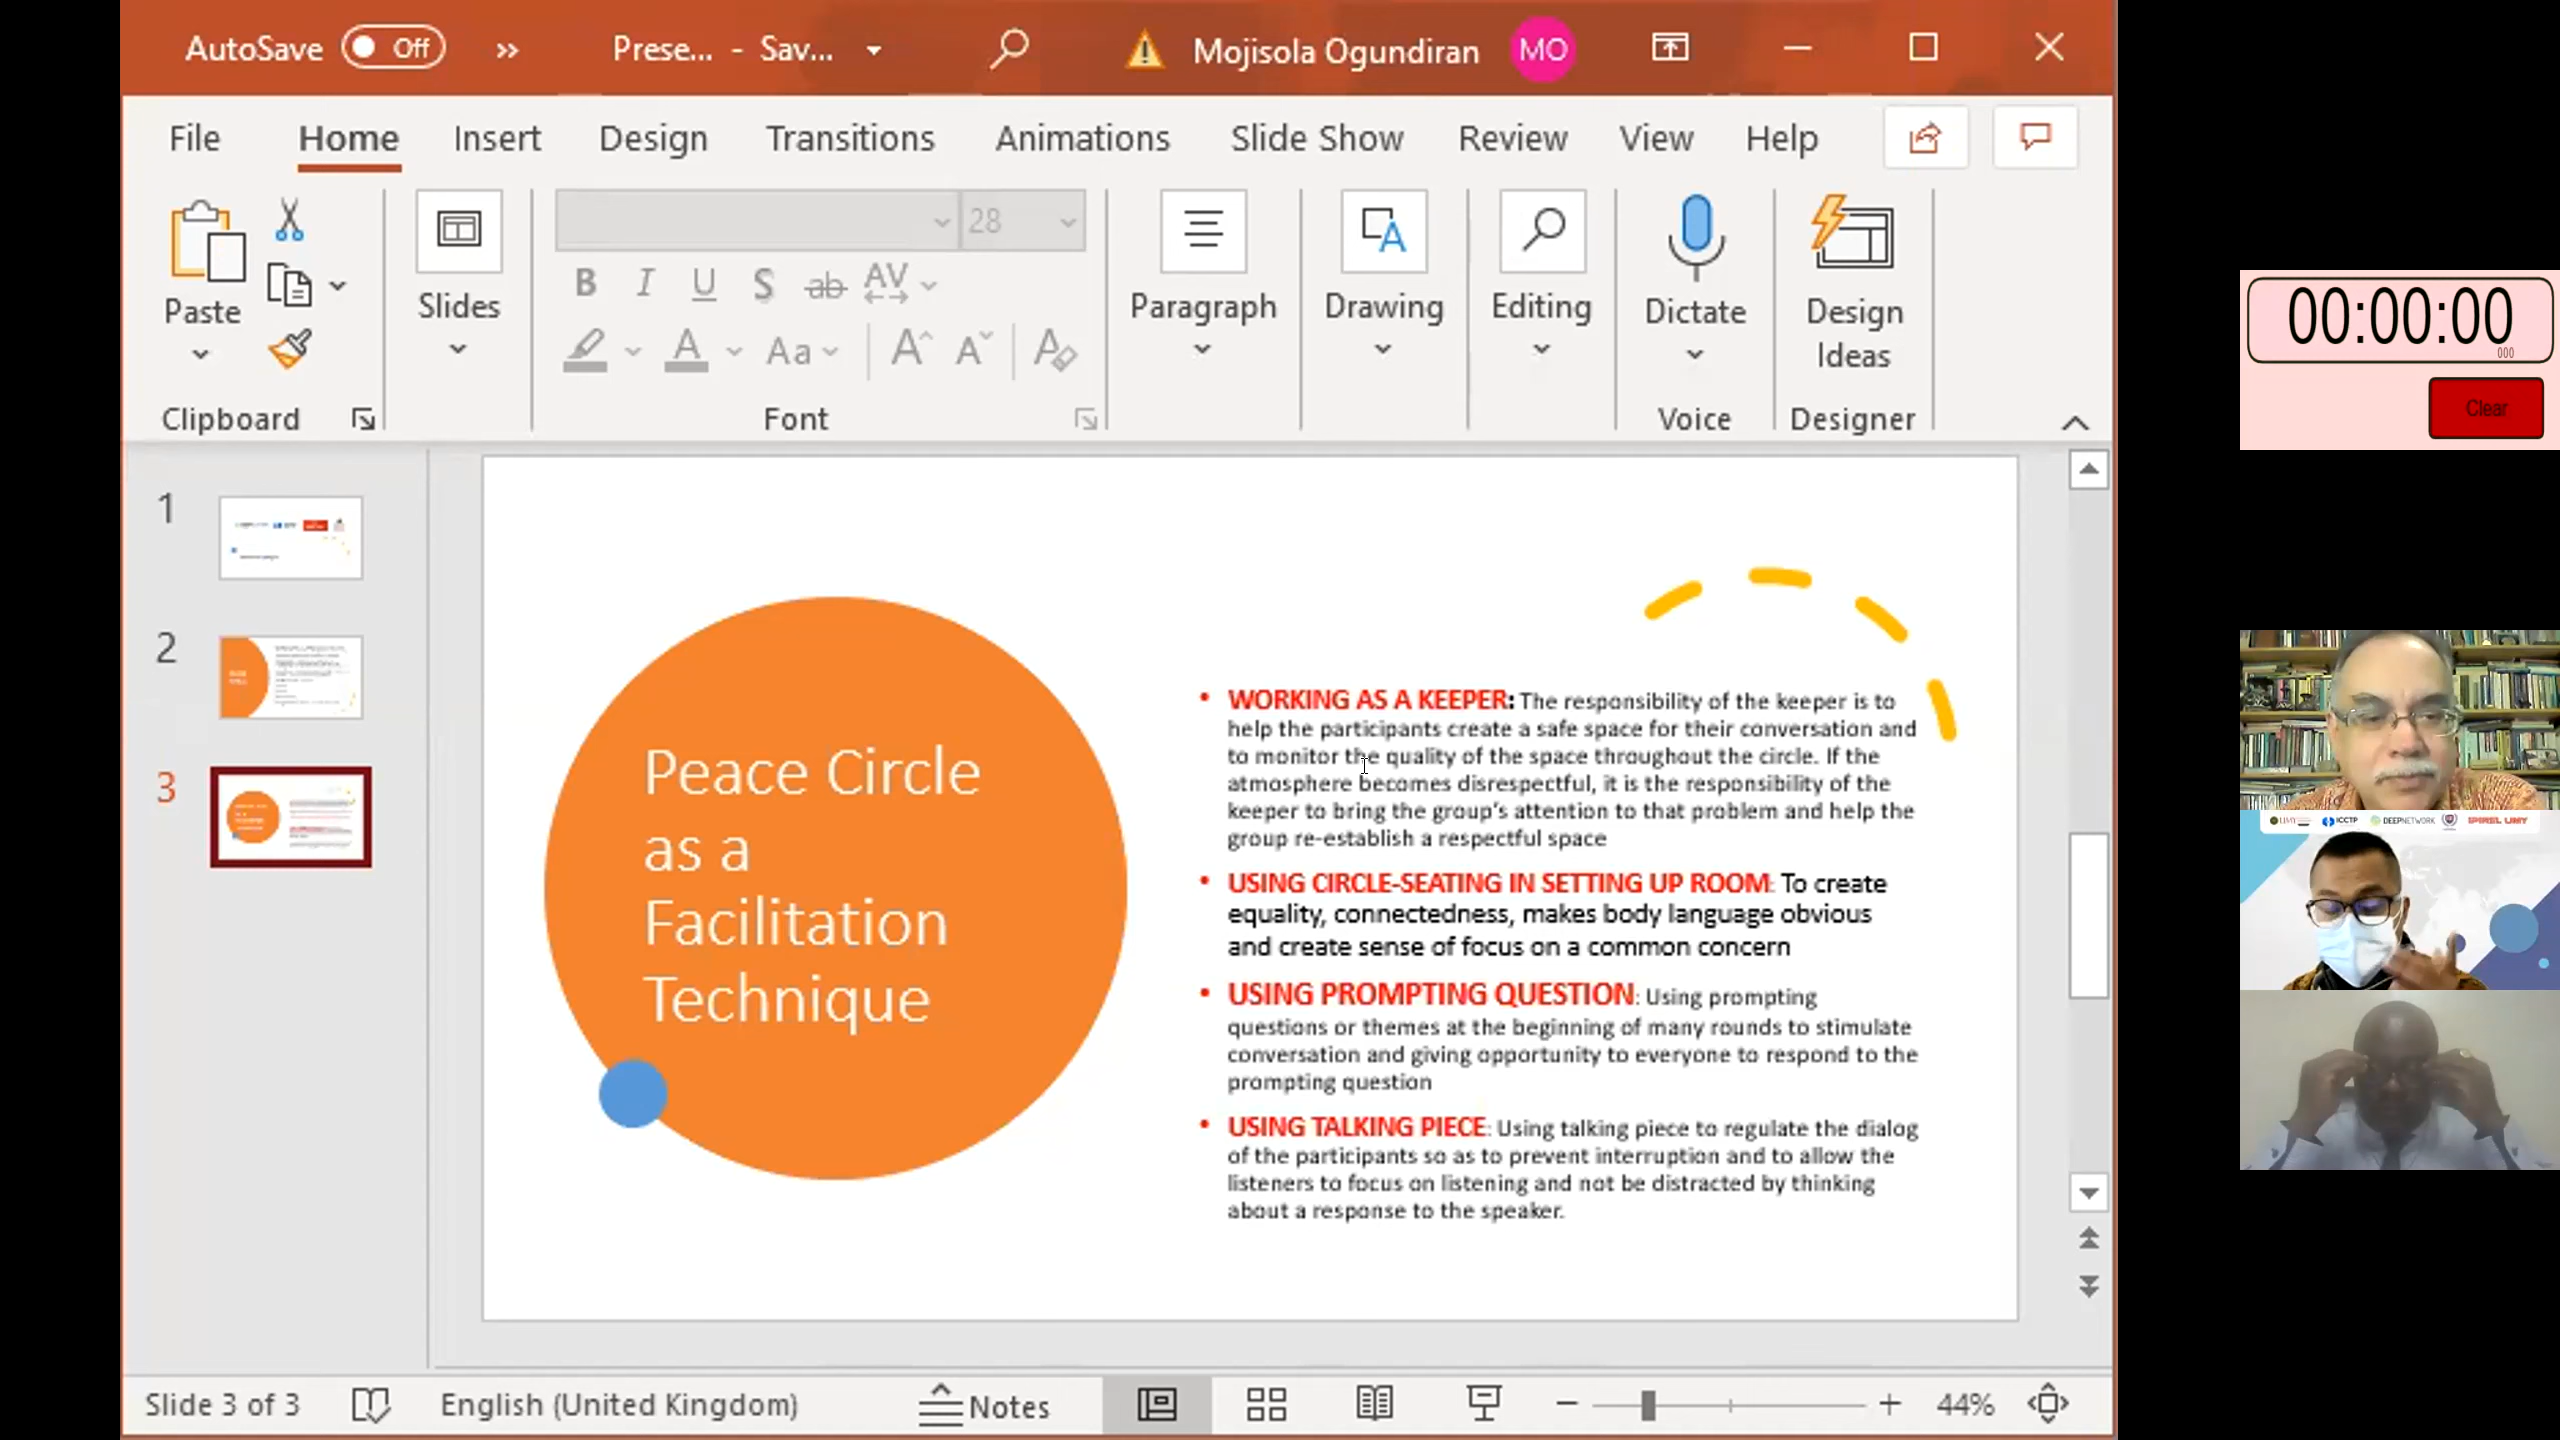 AutoSave Off Prese... - Sav... Mojisola Ogundiran MO
File Home Insert Design Transitions Animations Slide Show Review View Help
28
B I U S ab AV
Paste Slides Paragraph Drawing Editing Dictate Design
Ideas
Aa A A A
Clipboard Font Voice Designer
1
2
3
Peace Circle
as a
Facilitation
Technique
• WORKING AS A KEEPER: The responsibility of the keeper is to
help the participants create a safe space for their conversation and
to monitor the quality of the space throughout the circle. If the
atmosphere becomes disrespectful, it is the responsibility of the
keeper to bring the group's attention to that problem and help the
group re-establish a respectful space
• USING CIRCLE-SEATING IN SETTING UP ROOM: To create
equality, connectedness, makes body language obvious
and create sense of focus on a common concern
• USING PROMPTING QUESTION: Using prompting
questions or themes at the beginning of many rounds to stimulate
conversation and giving opportunity to everyone to respond to the
prompting question
• USING TALKING PIECE: Using talking piece to regulate the dialog
of the participants so as to prevent interruption and to allow the
listeners to focus on listening and not be distracted by thinking
about a response to the speaker.
Slide 3 of 3 English (United Kingdom) Notes 44%
00:00:00
000
Clear
UMY ICCTP DEEPNETWORK IPIREL UMY